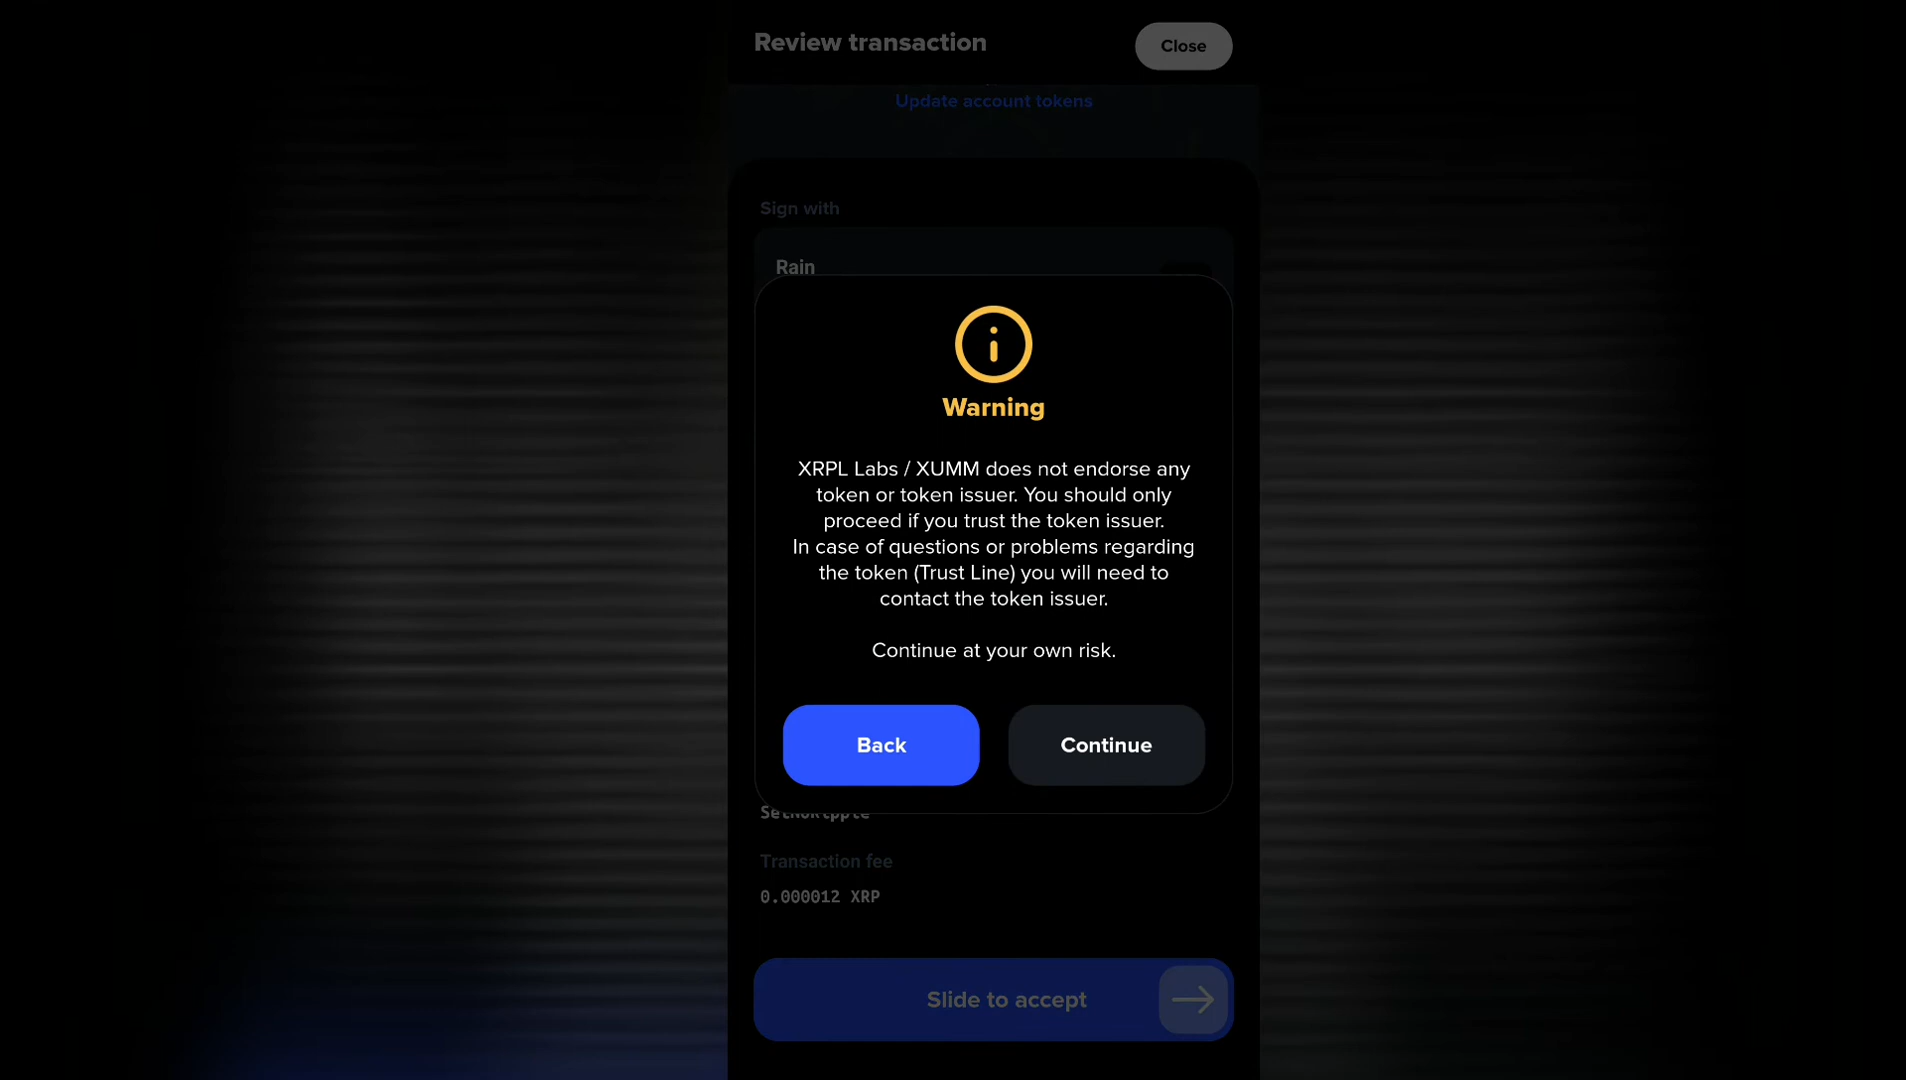 Review transaction
Close
Update account tokens
Sign with
Rain
Warning
XRPL Labs / XUMM does not endorse any
token or token issuer. You should only
proceed if you trust the token issuer.
In case of questions or problems regarding
the token (Trust Line) you will need to
contact the token issuer.
Continue at your own risk.
Back
Continue
SetNoRipple
Transaction fee
0.000012 XRP
Slide to accept